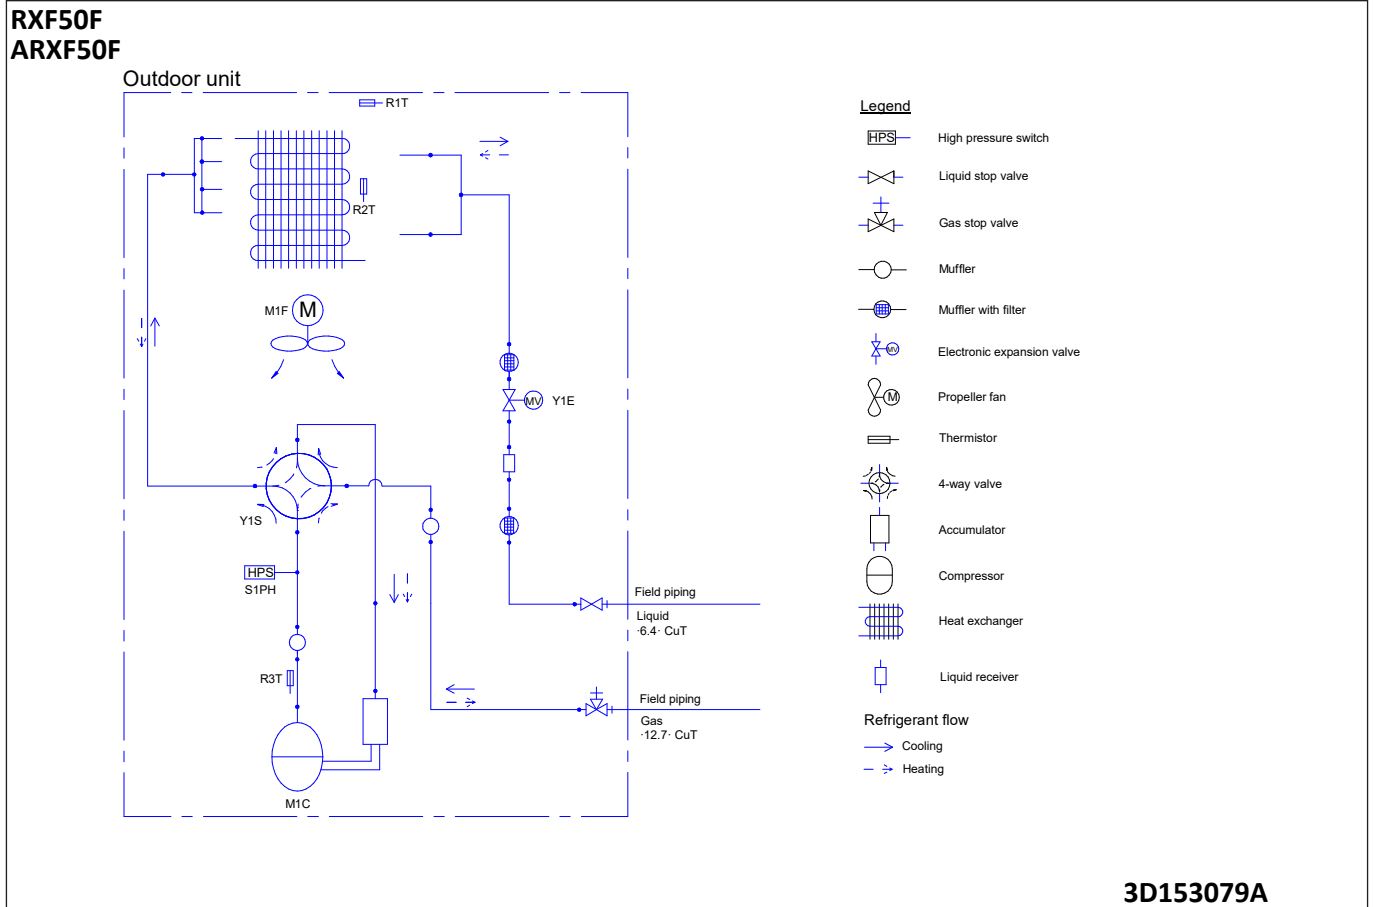 RXF50F
ARXF50F
Outdoor unit
R1T
R2T
M1F
M
MV
Y1E
Y1S
HPS
S1PH
R3T
M1C
Field piping
Liquid
·6.4· CuT
Field piping
Gas
·12.7· CuT
Legend
HPS
High pressure switch
Liquid stop valve
Gas stop valve
Muffler
Muffler with filter
MV
Electronic expansion valve
M
Propeller fan
Thermistor
4-way valve
Accumulator
Compressor
Heat exchanger
Liquid receiver
Refrigerant flow
Cooling
Heating
3D153079A